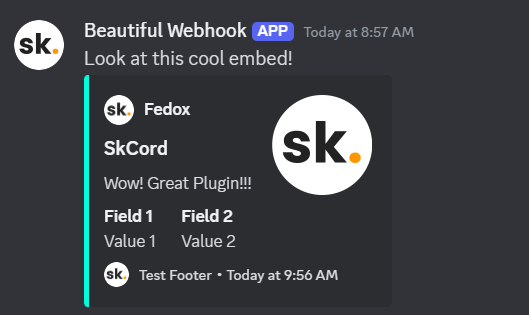 sk.
Beautiful Webhook APP Today at 8:57 AM
Look at this cool embed!
sk. Fedox
sk.
SkCord
Wow! Great Plugin!!!
Field 1 Field 2
Value 1 Value 2
sk. Test Footer • Today at 9:56 AM